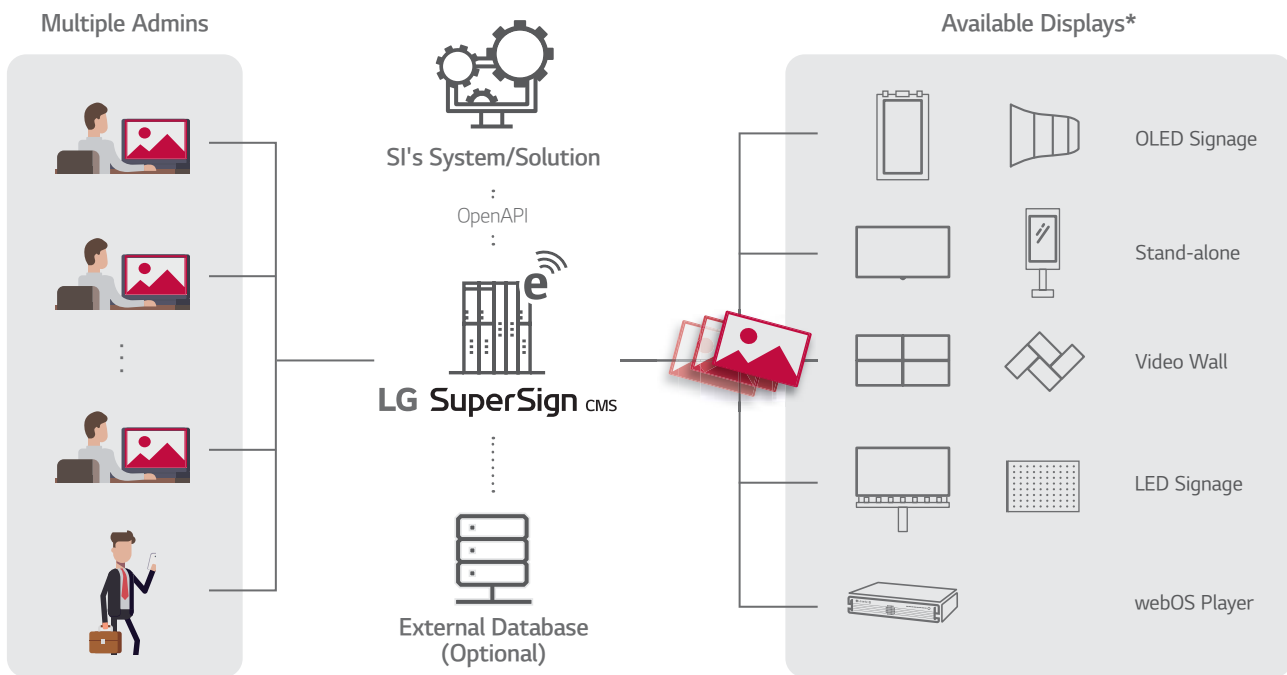 Multiple Admins
SI's System/Solution
OpenAPI
e
LG SuperSign CMS
External Database
(Optional)
Available Displays*
OLED Signage
Stand-alone
Video Wall
LED Signage
webOS Player